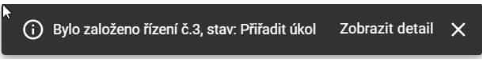 Bylo založeno řízení č.3, stav: Přiřadit úkol Zobrazit detail